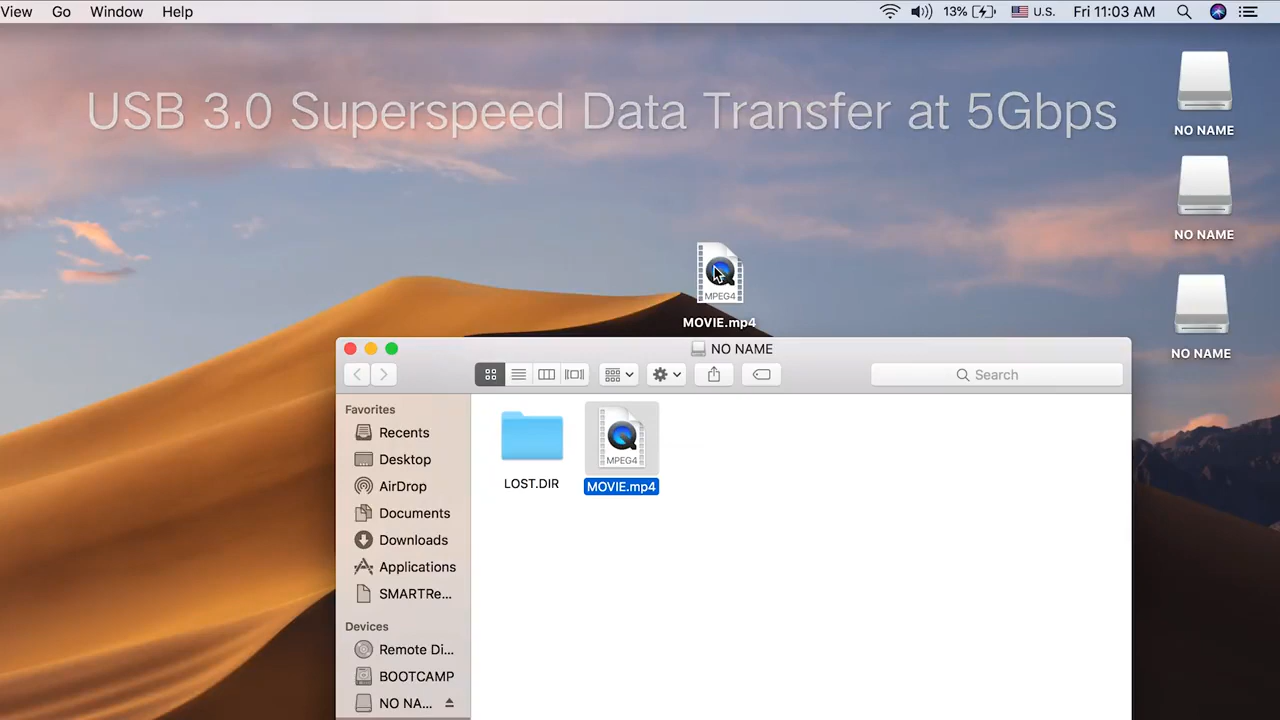 View Go Window Help 13% U.S. Fri 11:03 AM
USB 3.0 Superspeed Data Transfer at 5Gbps
NO NAME
NO NAME
MPEG4
MOVIE.mp4
NO NAME
NO NAME
Search
Favorites
Recents
Desktop
AirDrop
Documents
Downloads
Applications
SMARTRe...
Devices
Remote Di...
BOOTCAMP
NO NA...
MPEG4
LOST.DIR
MOVIE.mp4